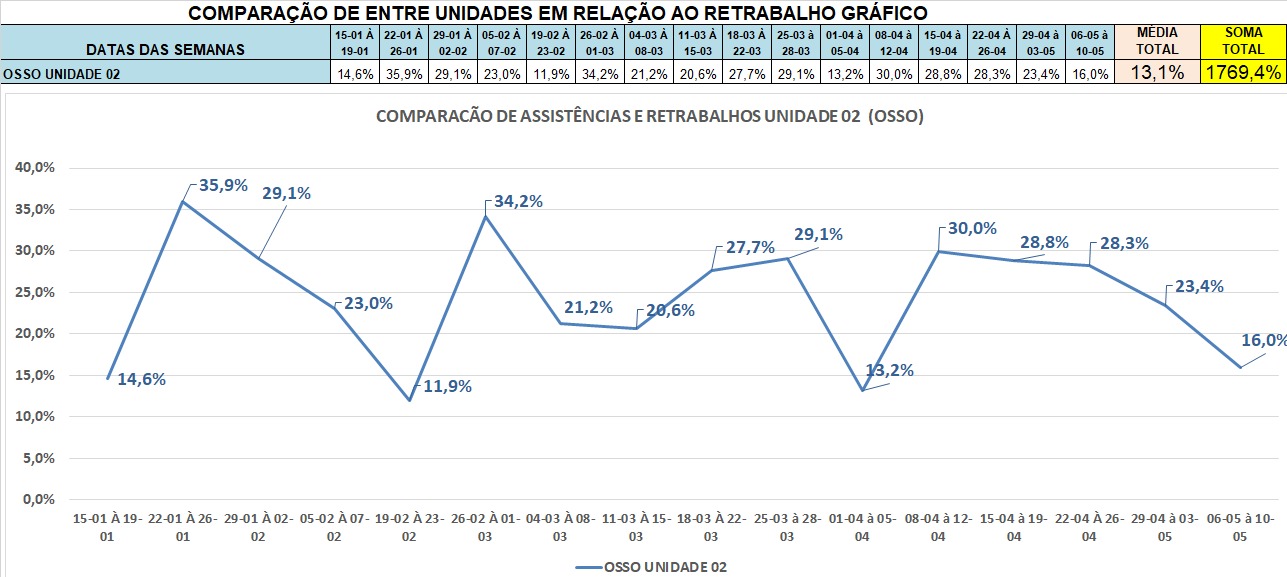 COMPARAÇÃO DE ENTRE UNIDADES EM RELAÇÃO AO RETRABALHO GRÁFICO
DATAS DAS SEMANAS
15-01 À 19-01
22-01 À 26-01
29-01 À 02-02
05-02 à 07-02
19-02 À 23-02
26-02 À 01-03
04-03 À 08-03
11-03 À 15-03
18-03 À 22-03
25-03 à 28-03
01-04 à 05-04
08-04 à 12-04
15-04 à 19-04
22-04 À 26-04
29-04 à 03-05
06-05 à 10-05
MÉDIA TOTAL
SOMA TOTAL
OSSO UNIDADE 02 14,6% 35,9% 29,1% 23,0% 11,9% 34,2% 21,2% 20,6% 27,7% 29,1% 13,2% 30,0% 28,8% 28,3% 23,4% 16,0% 13,1% 1769,4%
COMPARACÃO DE ASSISTÊNCIAS E RETRABALHOS UNIDADE 02 (OSSO)
40,0%
35,0%
30,0%
25,0%
20,0%
15,0%
10,0%
5,0%
0,0%
14,6%
35,9%
29,1%
23,0%
11,9%
34,2%
21,2%
20,6%
27,7%
29,1%
13,2%
30,0%
28,8%
28,3%
23,4%
16,0%
15-01 À 19-01
22-01 À 26-01
29-01 À 02-02
05-02 à 07-02
19-02 À 23-02
26-02 À 01-03
04-03 À 08-03
11-03 À 15-03
18-03 À 22-03
25-03 à 28-03
01-04 à 05-04
08-04 à 12-04
15-04 à 19-04
22-04 À 26-04
29-04 à 03-05
06-05 à 10-05
OSSO UNIDADE 02